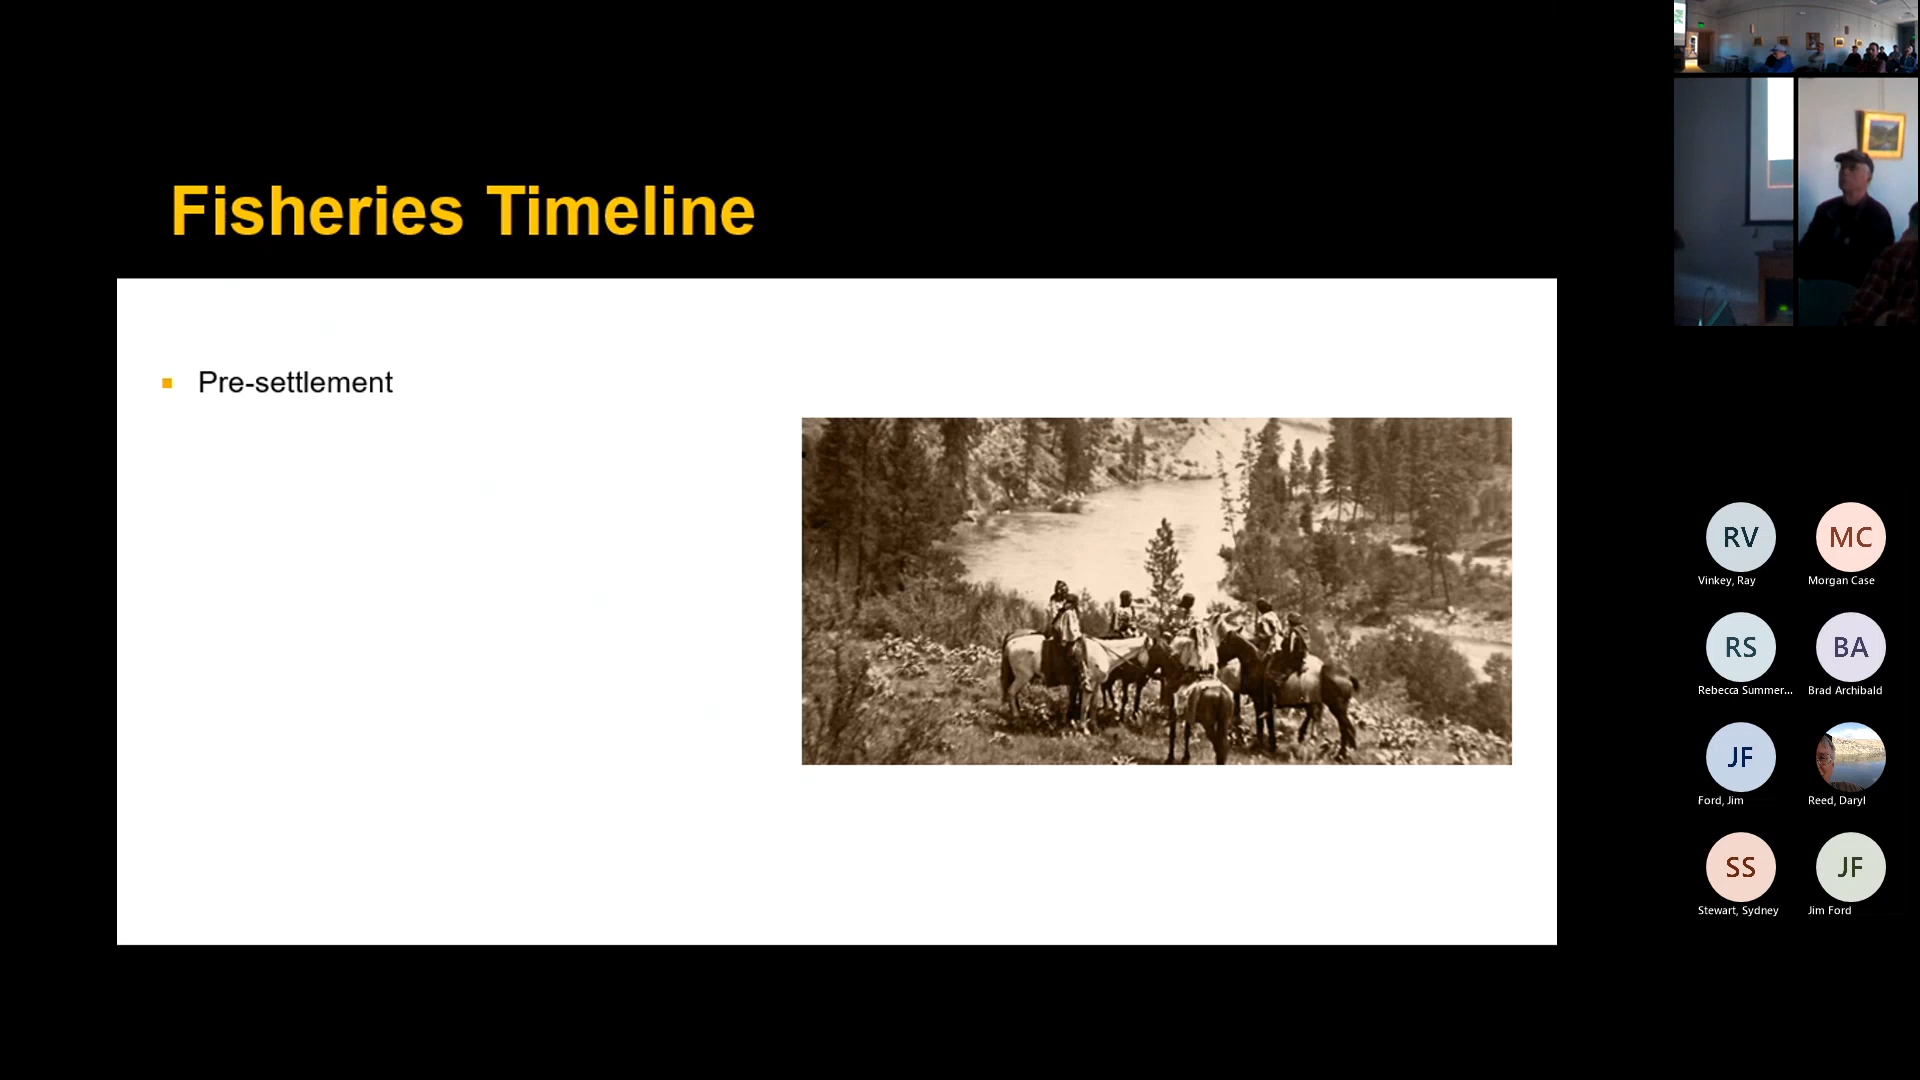 Fisheries Timeline
Pre-settlement
RV
Vinkey, Ray
MC
Morgan Case
RS
Rebecca Summer...
BA
Brad Archibald
JF
Ford, Jim
Reed, Daryl
SS
Stewart, Sydney
JF
Jim Ford